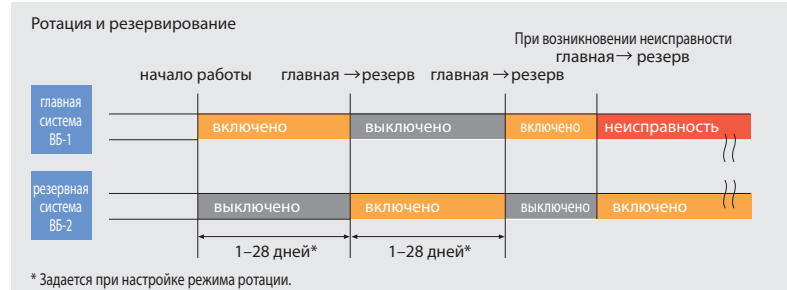 Ротация и резервирование
При возникновении неисправности
главная→ резерв
начало работы главная →резерв главная →резерв
главная
система
ВБ-1
включено выключено включено неисправность
резервная
система
ВБ-2
выключено включено выключено включено
1–28 дней* 1–28 дней*
* Задается при настройке режима ротации.